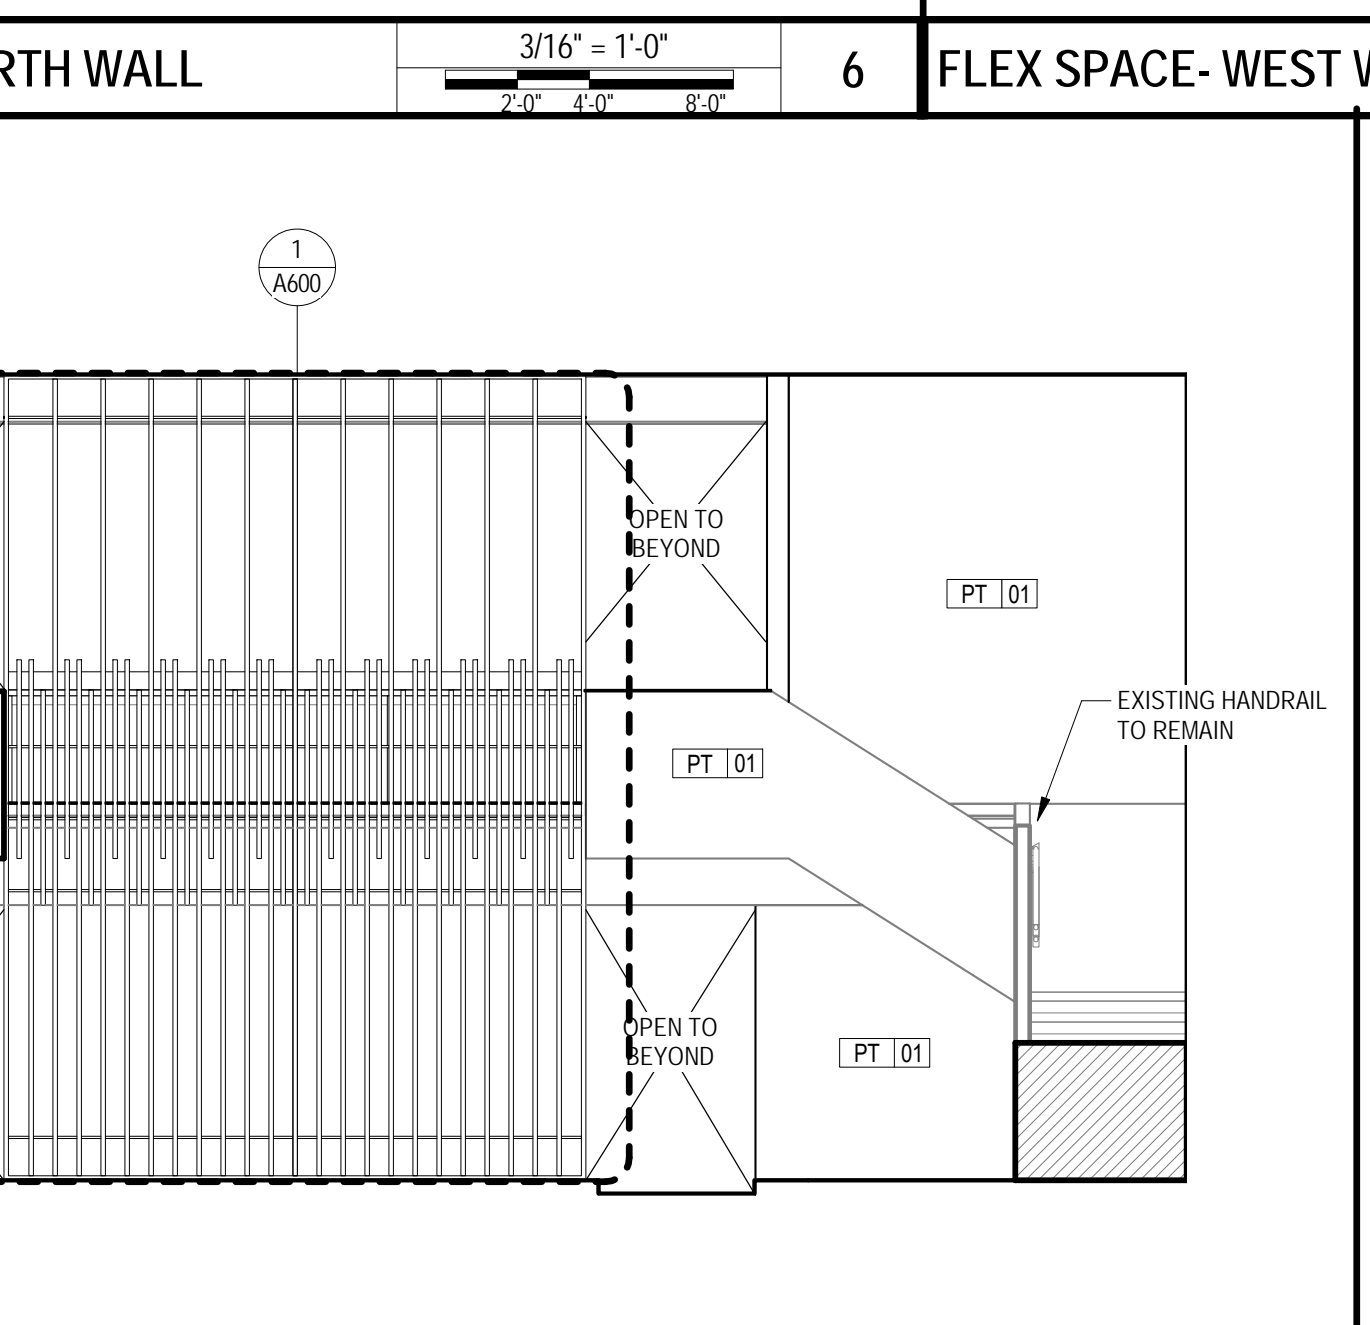 RTH WALL
3/16" = 1'-0"
2'-0" 4'-0" 8'-0"
6
FLEX SPACE- WEST
1
A600
OPEN TO
BEYOND
PT 01
EXISTING HANDRAIL
TO REMAIN
PT 01
OPEN TO
BEYOND
PT 01